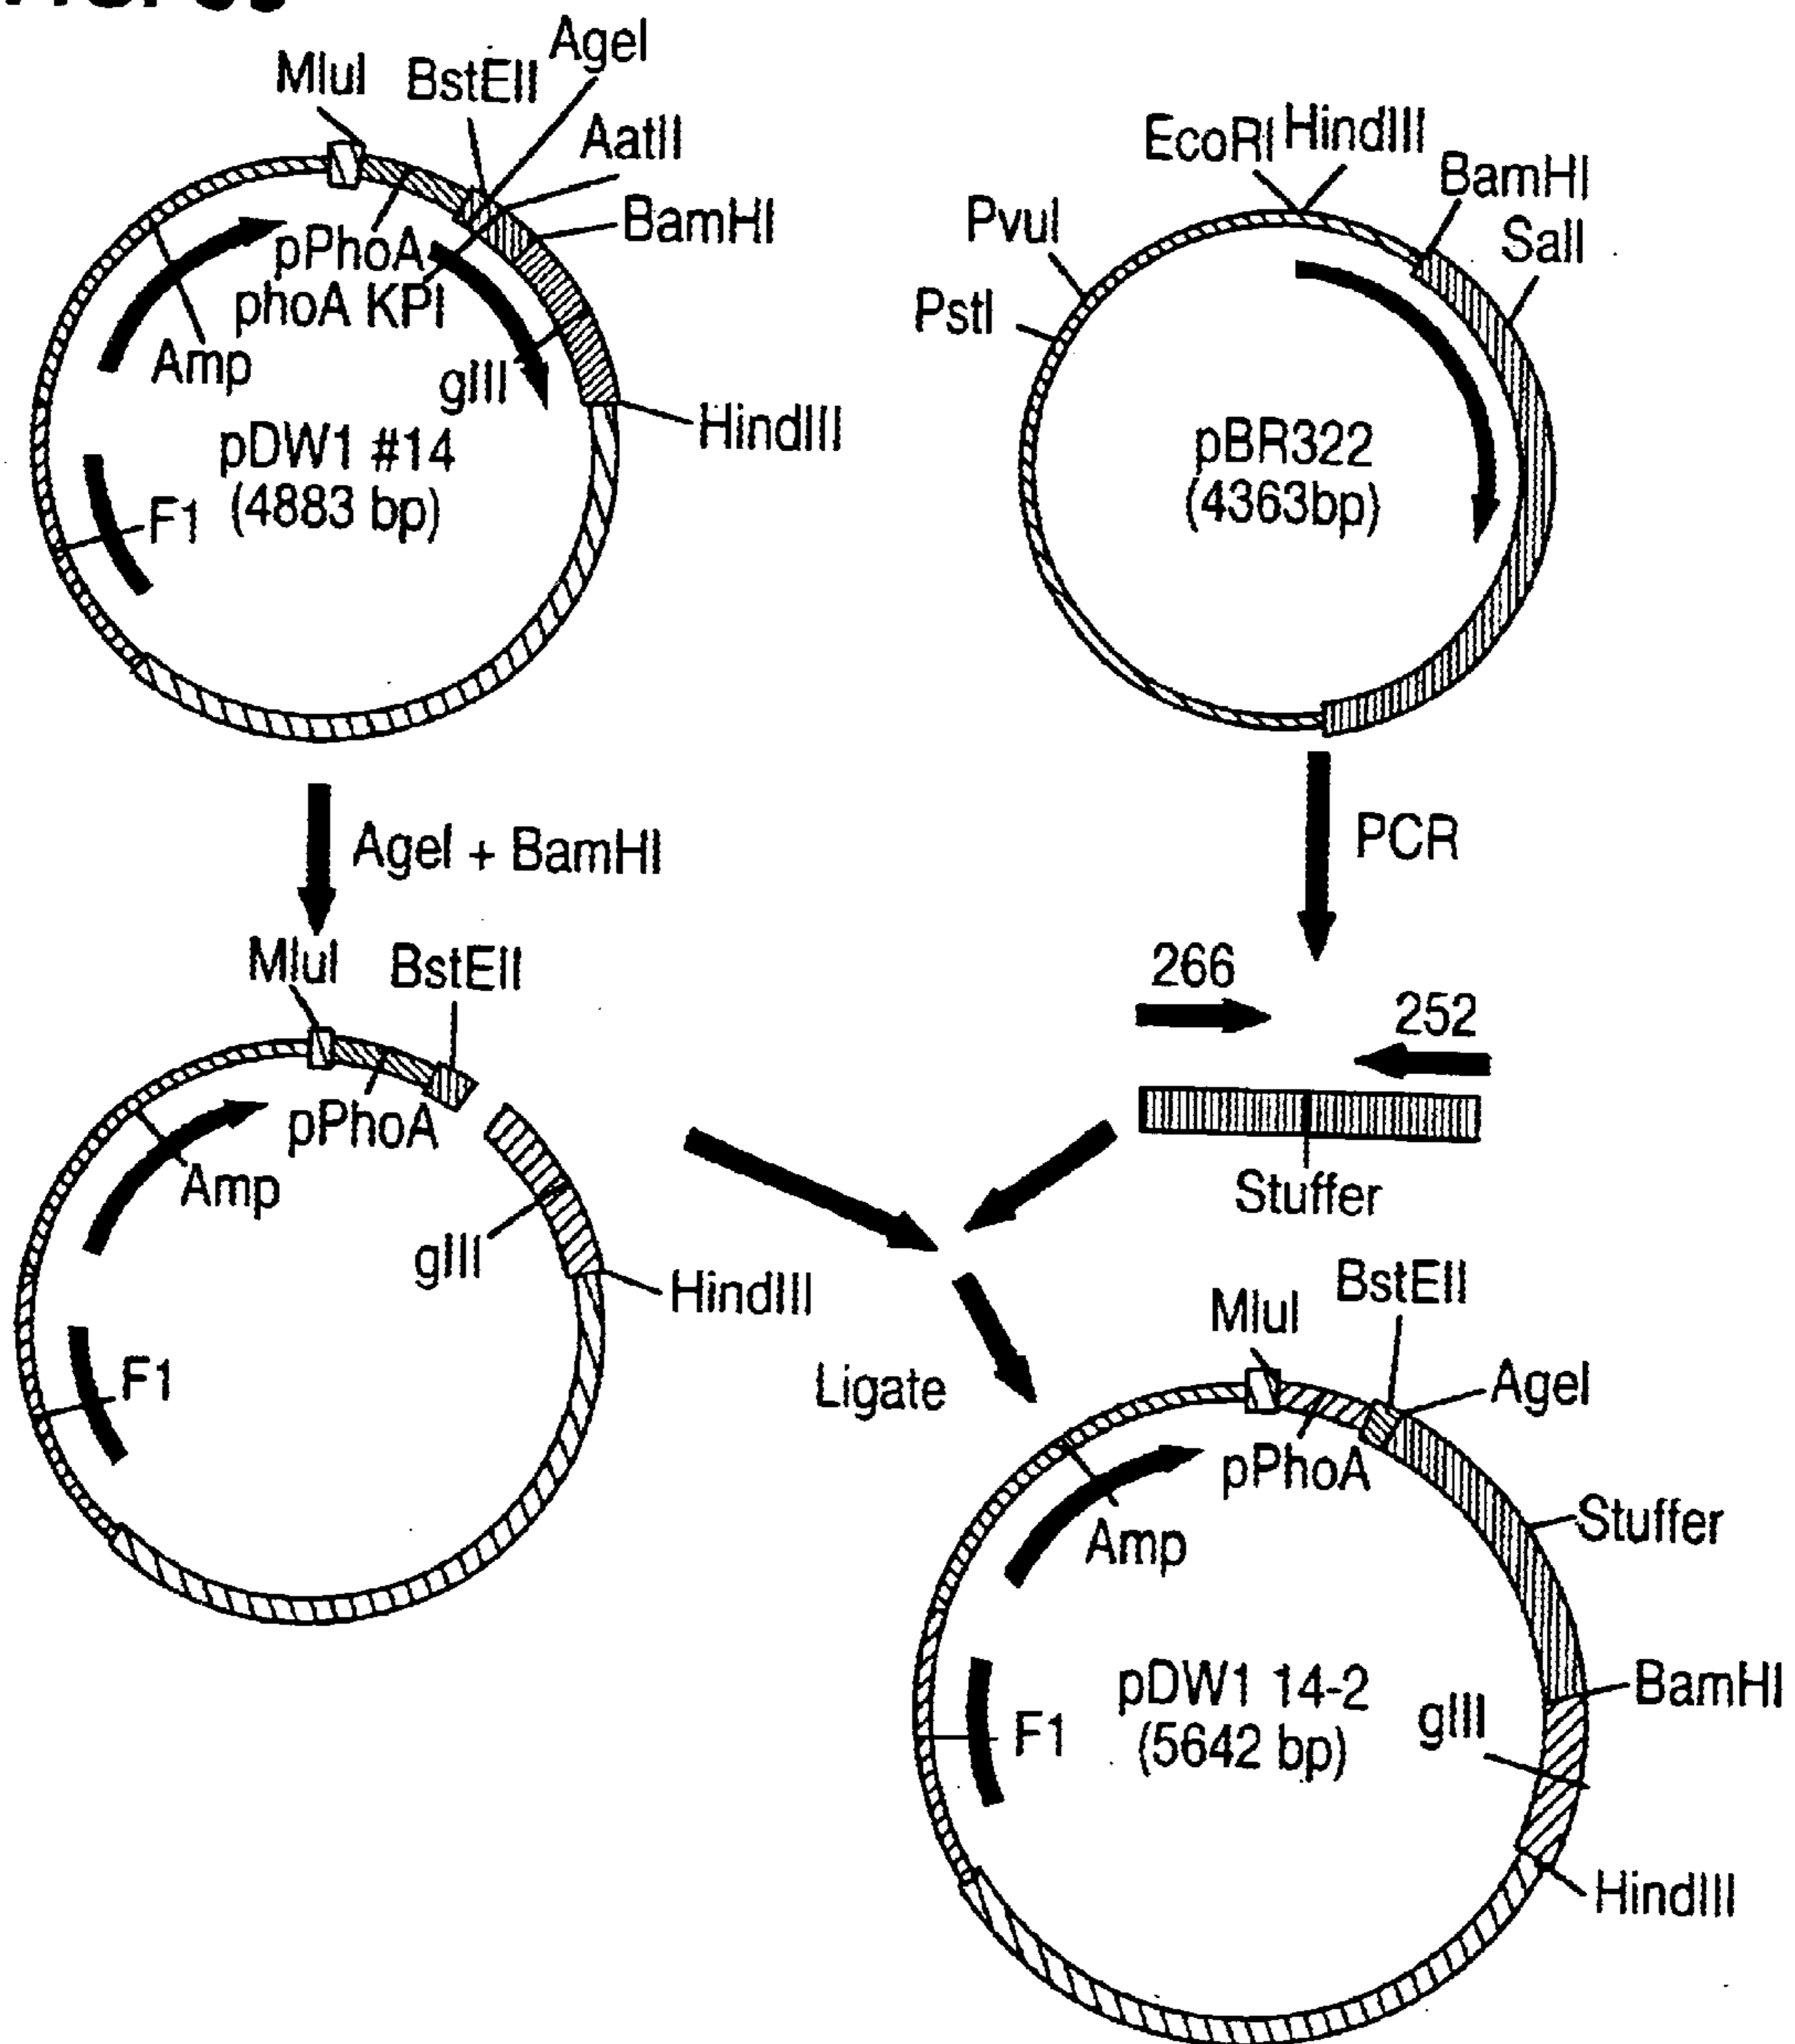 MluI
BstEII
AgeI
AatII
BamHI
pPhoA
phoA KPI
Amp
gIII
HindIII
pDW1 #14
(4883 bp)
F1
EcoRI
HindIII
BamHI
SalI
PvuI
PstI
pBR322
(4363bp)
AgeI + BamHI
PCR
MluI
BstEII
pPhoA
Amp
gIII
HindIII
F1
266
252
Stuffer
Ligate
MluI
BstEII
AgeI
pPhoA
Stuffer
Amp
BamHI
pDW1 14-2
(5642 bp)
gIII
F1
HindIII